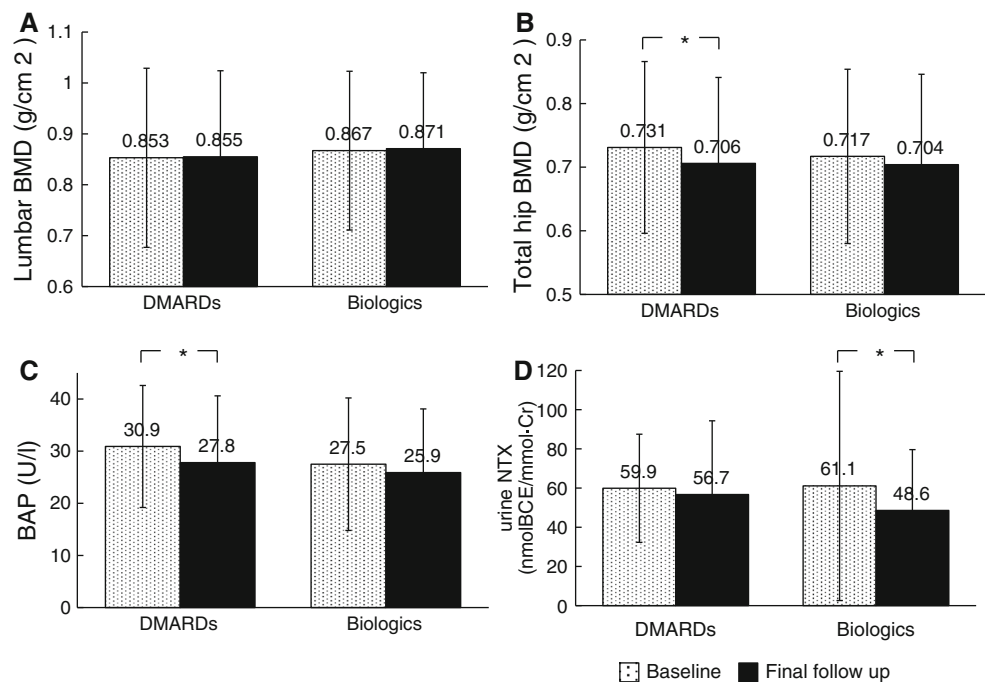 A
Lumbar BMD (g/cm 2)
1.1
1
0.9
0.8
0.7
0.6
0.853
0.855
0.867
0.871
DMARDs
Biologics
B
Total hip BMD (g/cm 2)
0.9
0.8
0.7
0.6
0.5
*
0.731
0.706
0.717
0.704
DMARDs
Biologics
C
BAP (U/l)
40
30
20
10
0
*
30.9
27.8
27.5
25.9
DMARDs
Biologics
D
urine NTX
(nmolBCE/mmol·Cr)
120
100
80
60
40
20
0
*
59.9
56.7
61.1
48.6
DMARDs
Biologics
Baseline
Final follow up